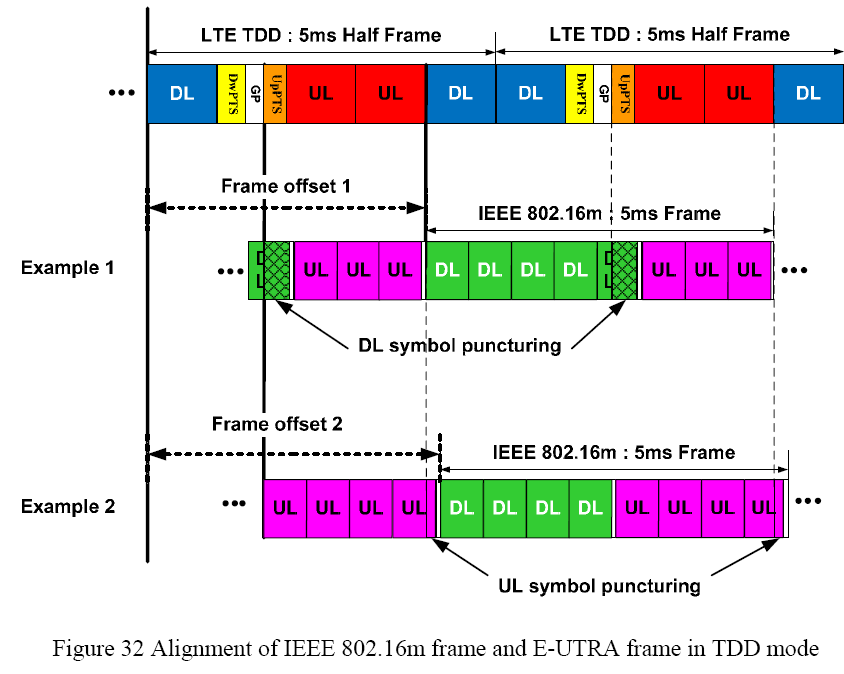 LTE TDD : 5ms Half Frame LTE TDD : 5ms Half Frame
••• DL DwPTS GP UpPTS UL UL DL DL DwPTS GP UpPTS UL UL DL
Frame offset 1
IEEE 802.16m : 5ms Frame
Example 1 ••• DL UL UL UL DL DL DL DL DL UL UL UL •••
DL symbol puncturing
Frame offset 2
IEEE 802.16m : 5ms Frame
Example 2 ••• UL UL UL UL DL DL DL DL UL UL UL UL •••
UL symbol puncturing
Figure 32 Alignment of IEEE 802.16m frame and E-UTRA frame in TDD mode